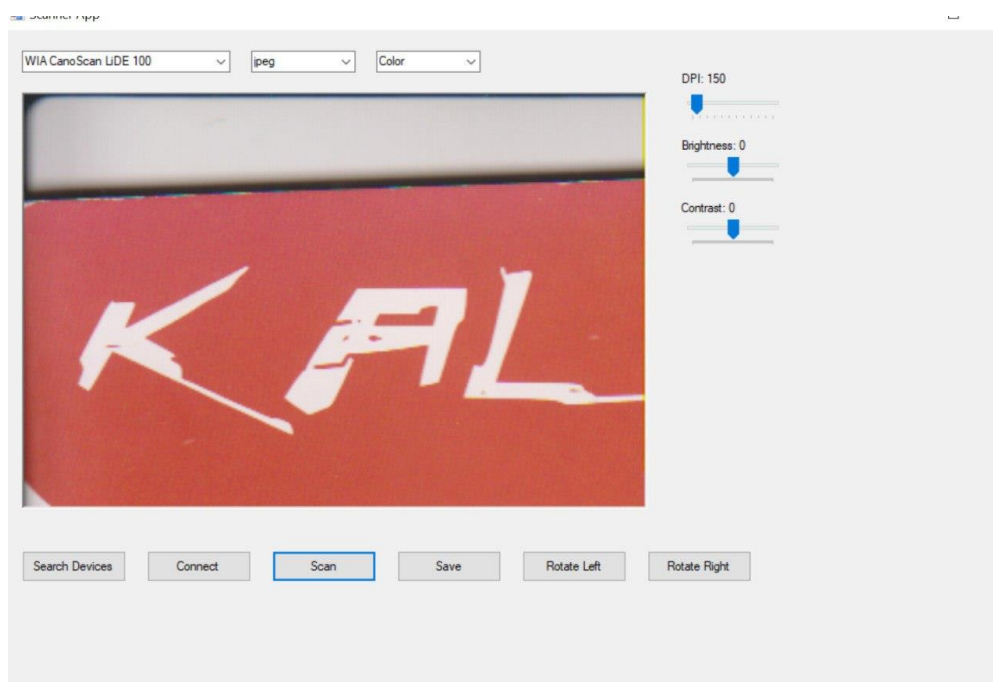 Scanner App
WIA CanoScan LiDE 100
jpeg
Color
DPI: 150
Brightness: 0
Contrast: 0
KAL
Search Devices
Connect
Scan
Save
Rotate Left
Rotate Right